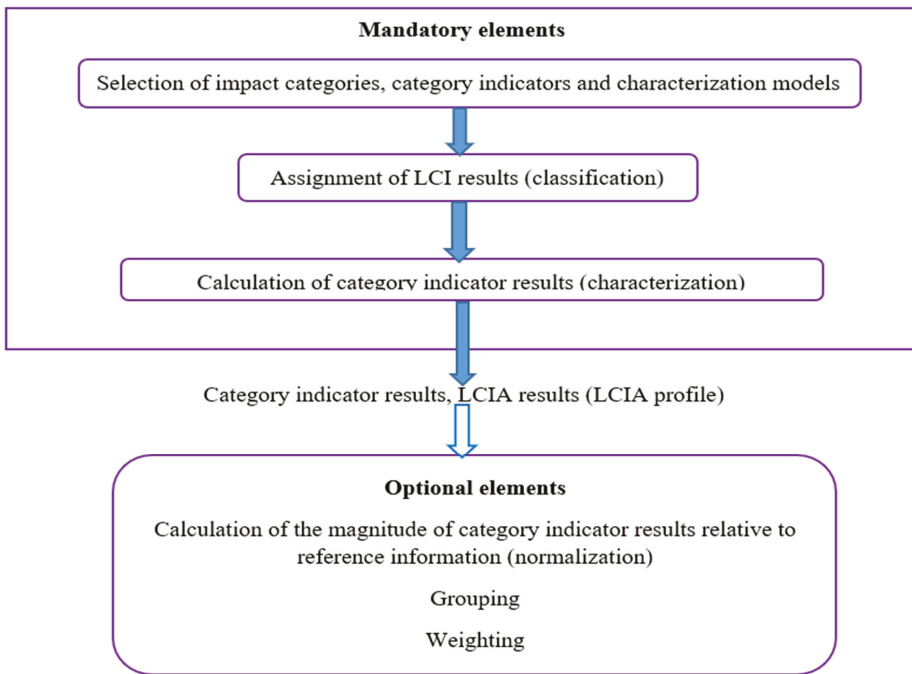 Mandatory elements
Selection of impact categories, category indicators and characterization models
Assignment of LCI results (classification)
Calculation of category indicator results (characterization)
Category indicator results, LCIA results (LCIA profile)
Optional elements
Calculation of the magnitude of category indicator results relative to
reference information (normalization)
Grouping
Weighting